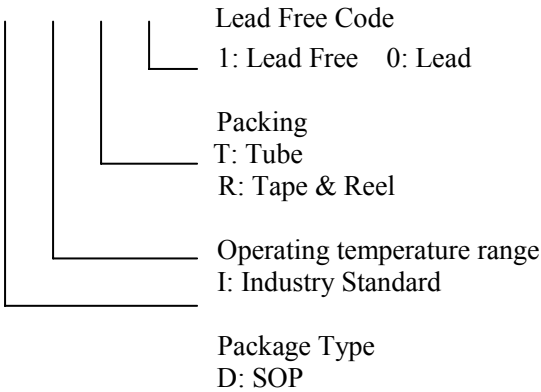 Lead Free Code
1: Lead Free 0: Lead
Packing
T: Tube
R: Tape & Reel
Operating temperature range
I: Industry Standard
Package Type
D: SOP